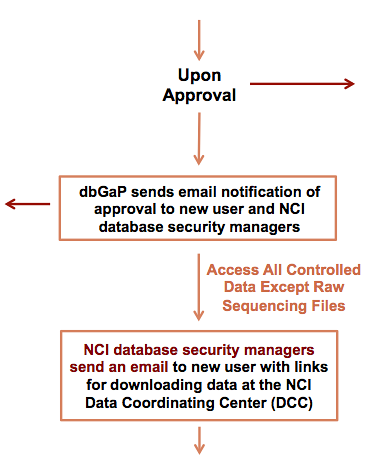 Upon
Approval
dbGaP sends email notification of
approval to new user and NCI
database security managers
Access All Controlled
Data Except Raw
Sequencing Files
NCI database security managers
send an email to new user with links
for downloading data at the NCI
Data Coordinating Center (DCC)